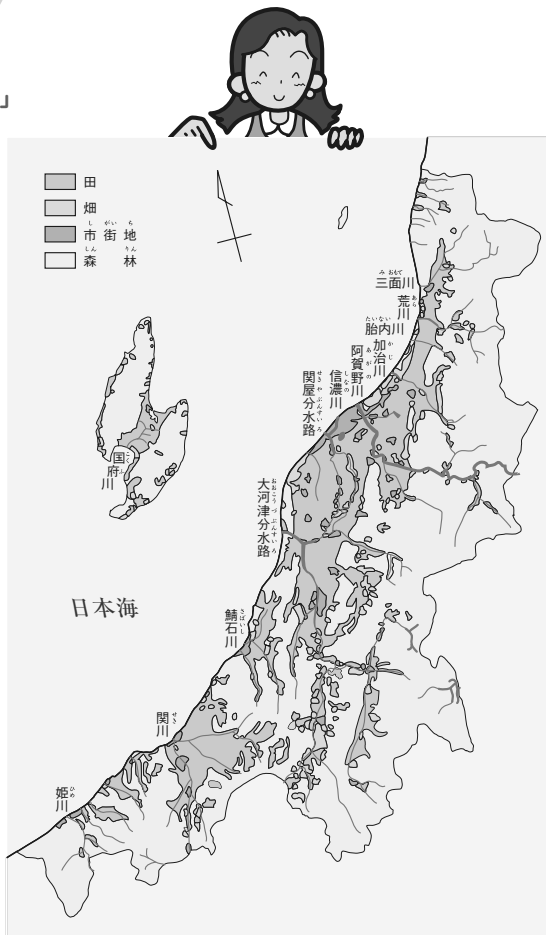 」
田
畑
市街地
森林
三面川
荒川
胎内川
加治川
阿賀野川
信濃川
関屋分水路
大河津分水路
国府川
日本海
鯖石川
関川
姫川